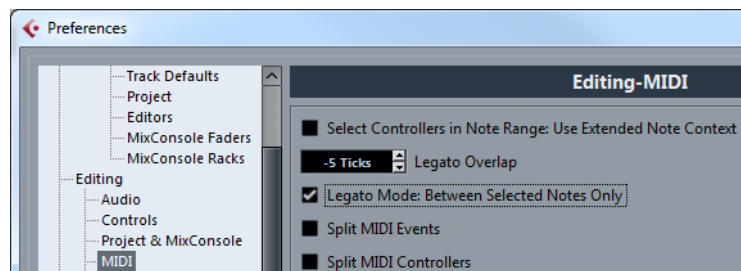 Preferences
Track Defaults
Project
Editors
MixConsole Faders
MixConsole Racks
Editing
Audio
Controls
Project & MixConsole
MIDI
Editing-MIDI
Select Controllers in Note Range: Use Extended Note Context
-5 Ticks Legato Overlap
Legato Mode: Between Selected Notes Only
Split MIDI Events
Split MIDI Controllers